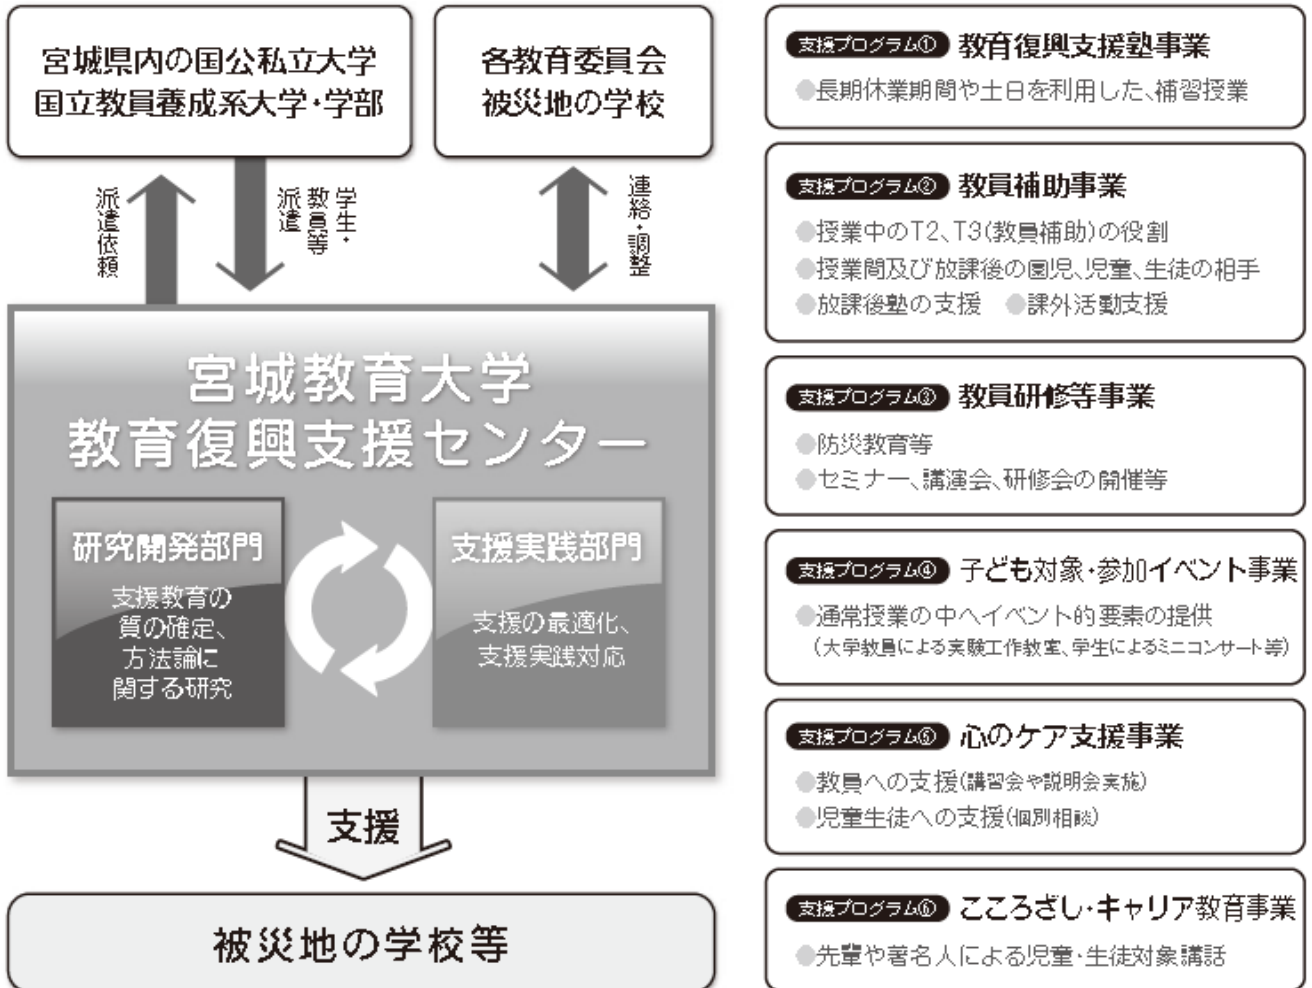 宮城県内の国公私立大学
国立教員養成系大学・学部
各教育委員会
被災地の学校
派遣依頼
学生・
教員等
派遣
連絡・調整
宮城教育大学
教育復興支援センター
研究開発部門
支援教育の
質の確定、
方法論に
関する研究
支援実践部門
支援の最適化、
支援実践対応
支援
被災地の学校等
支援プログラム① 教育復興支援塾事業
●長期休業期間や土日を利用した、補習授業
支援プログラム② 教員補助事業
●授業中のT2、T3(教員補助)の役割
●授業間及び放課後の園児、児童、生徒の相手
●放課後塾の支援 ●課外活動支援
支援プログラム③ 教員研修等事業
●防災教育等
●セミナー、講演会、研修会の開催等
支援プログラム④ 子ども対象・参加イベント事業
●通常授業の中へイベント的要素の提供
(大学教員による実験工作教室、学生によるミニコンサート等)
支援プログラム⑤ 心のケア支援事業
●教員への支援(講習会や説明会実施)
●児童生徒への支援(個別相談)
支援プログラム⑥ こころざし・キャリア教育事業
●先輩や著名人による児童・生徒対象講話